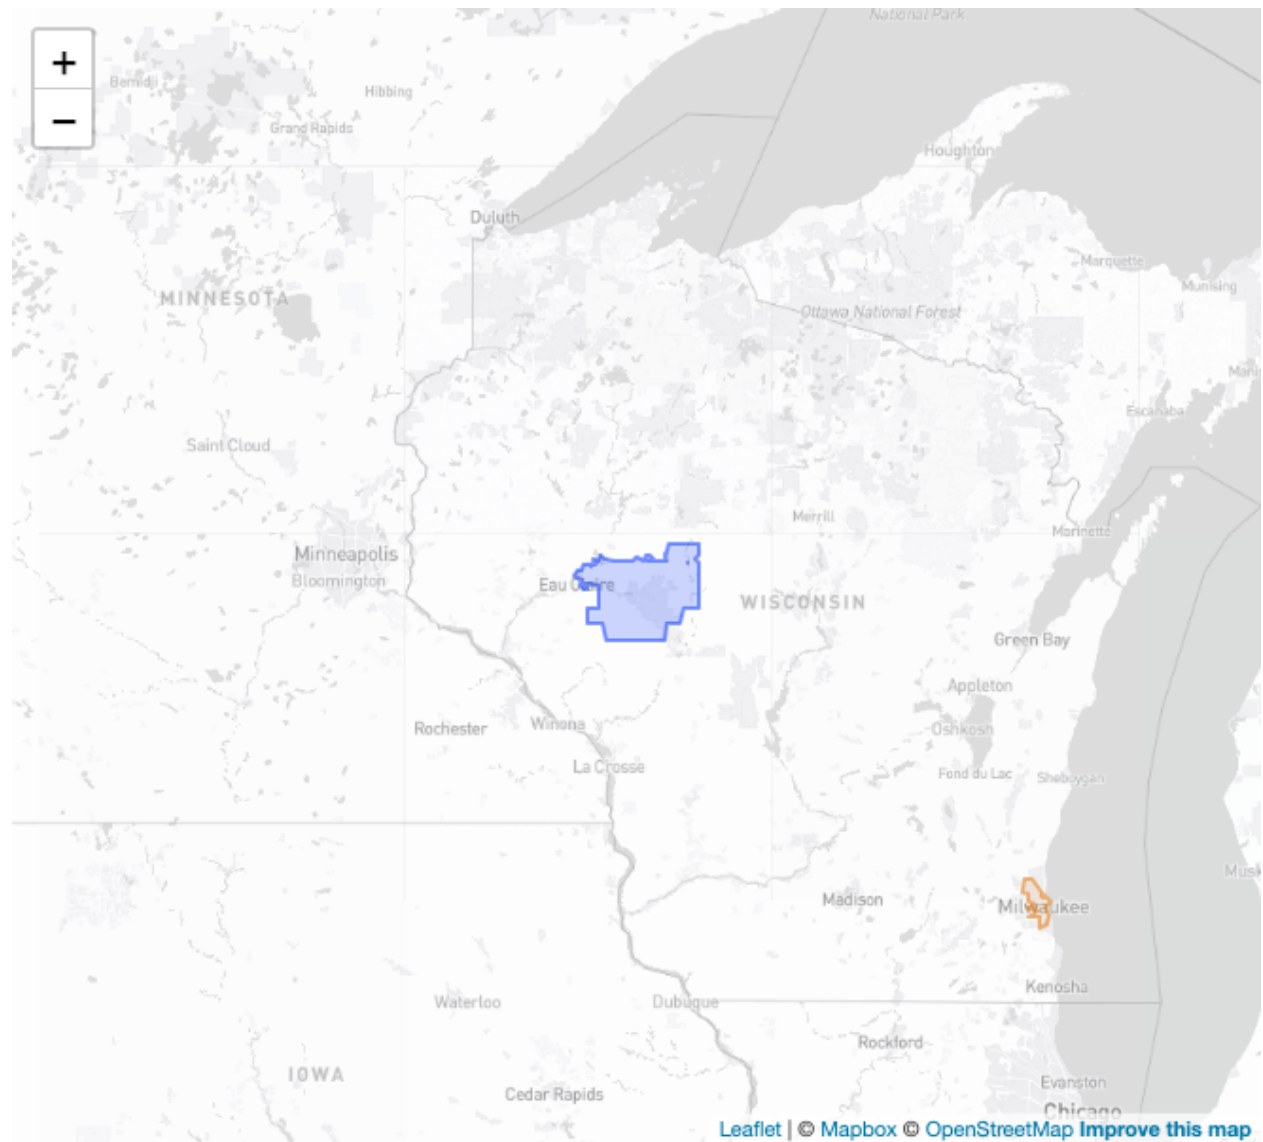 National Park
+
−
Bemidji
Hibbing
Grand Rapids
Houghton
Duluth
Marquette
Munising
MINNESOTA
Ottawa National Forest
Mani
Escanaba
Saint Cloud
Merrill
Marinette
Minneapolis
Bloomington
Eau Claire
WISCONSIN
Green Bay
Appleton
Rochester
Winona
Oshkosh
La Crosse
Fond du Lac
Sheboygan
Musk
Madison
Milwaukee
Kenosha
Waterloo
Dubuque
Rockford
IOWA
Evanston
Cedar Rapids
Chicago
Leaflet | © Mapbox © OpenStreetMap Improve this map